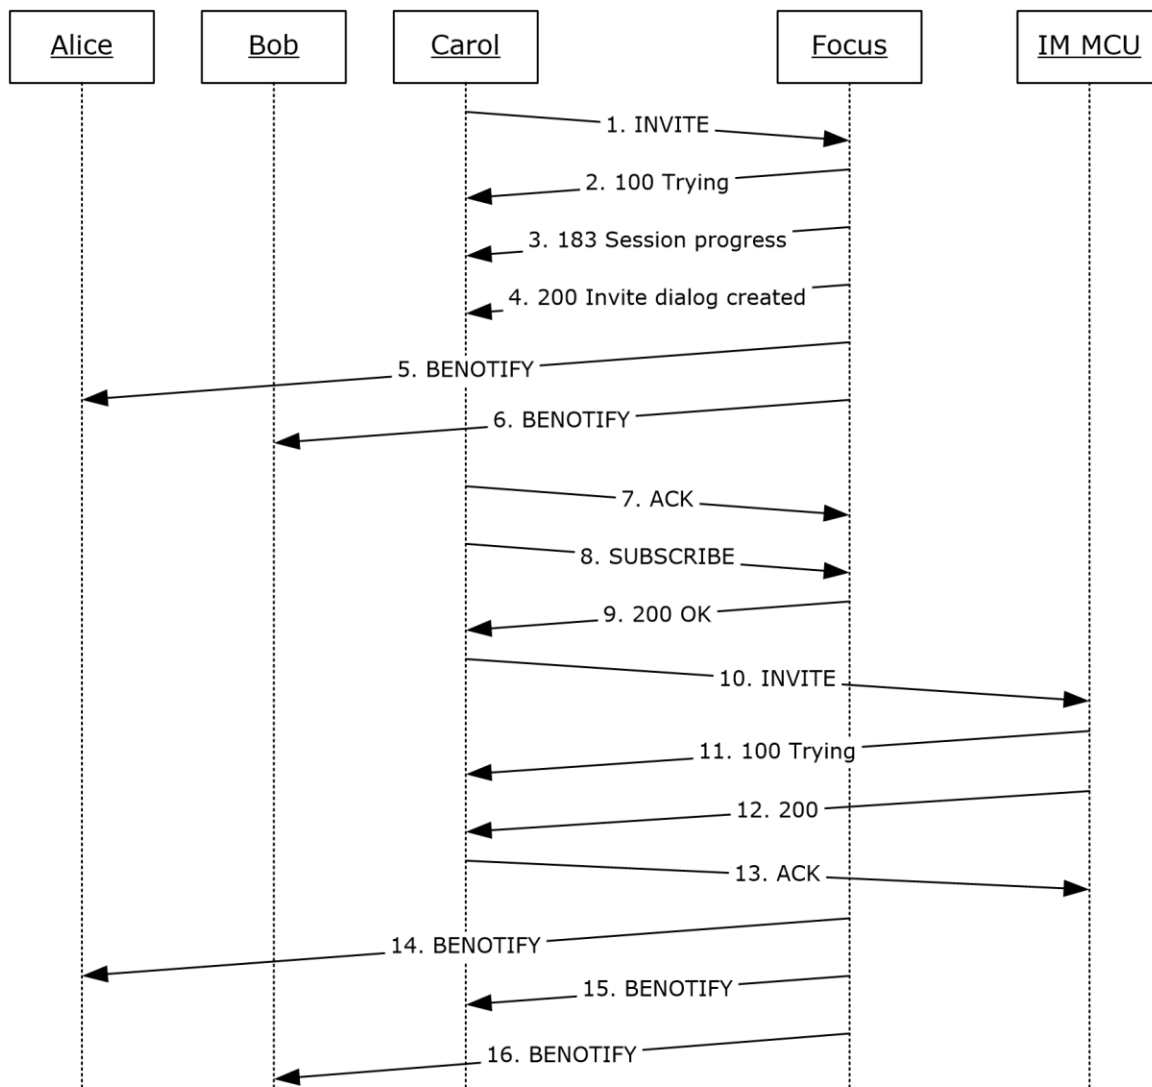 Alice
Bob
Carol
Focus
IM MCU
1. INVITE
2. 100 Trying
3. 183 Session progress
4. 200 Invite dialog created
5. BENOTIFY
6. BENOTIFY
7. ACK
8. SUBSCRIBE
9. 200 OK
10. INVITE
11. 100 Trying
12. 200
13. ACK
14. BENOTIFY
15. BENOTIFY
16. BENOTIFY